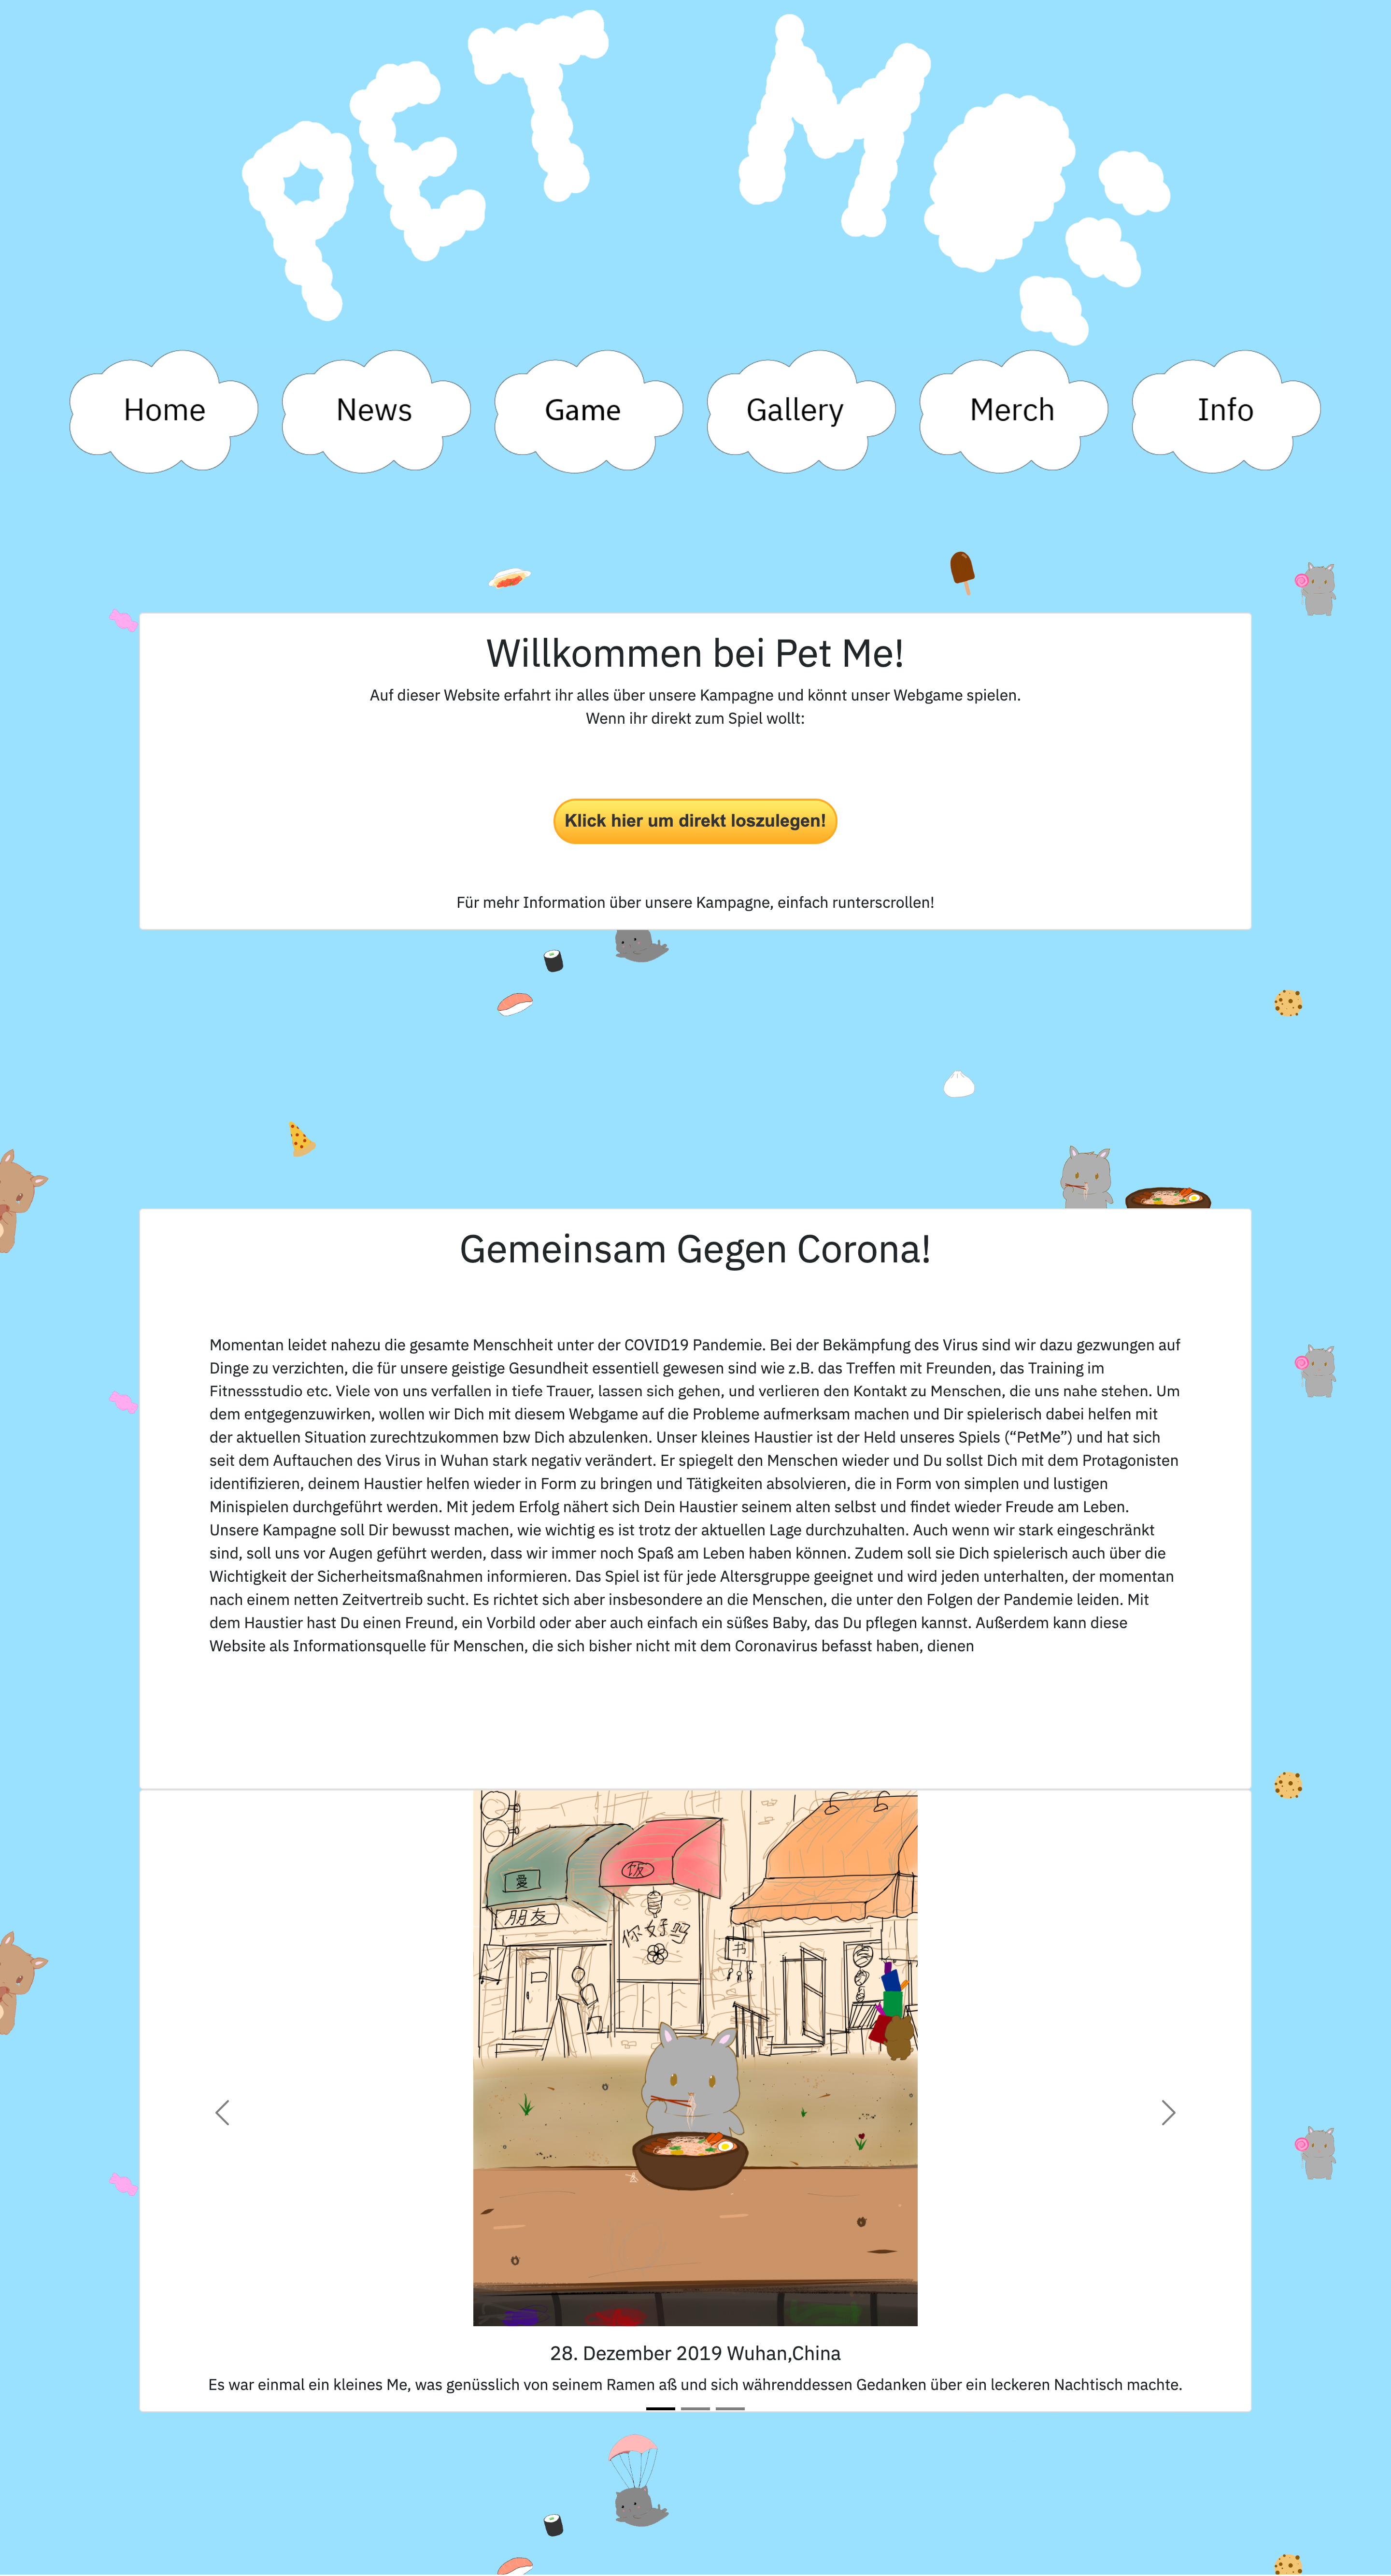 PET ME
Home
News
Game
Gallery
Merch
Info
Willkommen bei Pet Me!
Auf dieser Website erfahrt ihr alles über unsere Kampagne und könnt unser Webgame spielen.
Wenn ihr direkt zum Spiel wollt:
Klick hier um direkt loszulegen!
Für mehr Information über unsere Kampagne, einfach runterscrollen!
Gemeinsam Gegen Corona!
Momentan leidet nahezu die gesamte Menschheit unter der COVID19 Pandemie. Bei der Bekämpfung des Virus sind wir dazu gezwungen auf
Dinge zu verzichten, die für unsere geistige Gesundheit essentiell gewesen sind wie z.B. das Treffen mit Freunden, das Training im
Fitnessstudio etc. Viele von uns verfallen in tiefe Trauer, lassen sich gehen, und verlieren den Kontakt zu Menschen, die uns nahe stehen. Um
dem entgegenzuwirken, wollen wir Dich mit diesem Webgame auf die Probleme aufmerksam machen und Dir spielerisch dabei helfen mit
der aktuellen Situation zurechtzukommen bzw Dich abzulenken. Unser kleines Haustier ist der Held unseres Spiels (“PetMe”) und hat sich
seit dem Auftauchen des Virus in Wuhan stark negativ verändert. Er spiegelt den Menschen wieder und Du sollst Dich mit dem Protagonisten
identifizieren, deinem Haustier helfen wieder in Form zu bringen und Tätigkeiten absolvieren, die in Form von simplen und lustigen
Minispielen durchgeführt werden. Mit jedem Erfolg nähert sich Dein Haustier seinem alten selbst und findet wieder Freude am Leben.
Unsere Kampagne soll Dir bewusst machen, wie wichtig es ist trotz der aktuellen Lage durchzuhalten. Auch wenn wir stark eingeschränkt
sind, soll uns vor Augen geführt werden, dass wir immer noch Spaß am Leben haben können. Zudem soll sie Dich spielerisch auch über die
Wichtigkeit der Sicherheitsmaßnahmen informieren. Das Spiel ist für jede Altersgruppe geeignet und wird jeden unterhalten, der momentan
nach einem netten Zeitvertreib sucht. Es richtet sich aber insbesondere an die Menschen, die unter den Folgen der Pandemie leiden. Mit
dem Haustier hast Du einen Freund, ein Vorbild oder aber auch einfach ein süßes Baby, das Du pflegen kannst. Außerdem kann diese
Website als Informationsquelle für Menschen, die sich bisher nicht mit dem Coronavirus befasst haben, dienen
愛
饭
朋友
你好吗
书
28. Dezember 2019 Wuhan,China
Es war einmal ein kleines Me, was genüsslich von seinem Ramen aß und sich währenddessen Gedanken über ein leckeren Nachtisch machte.